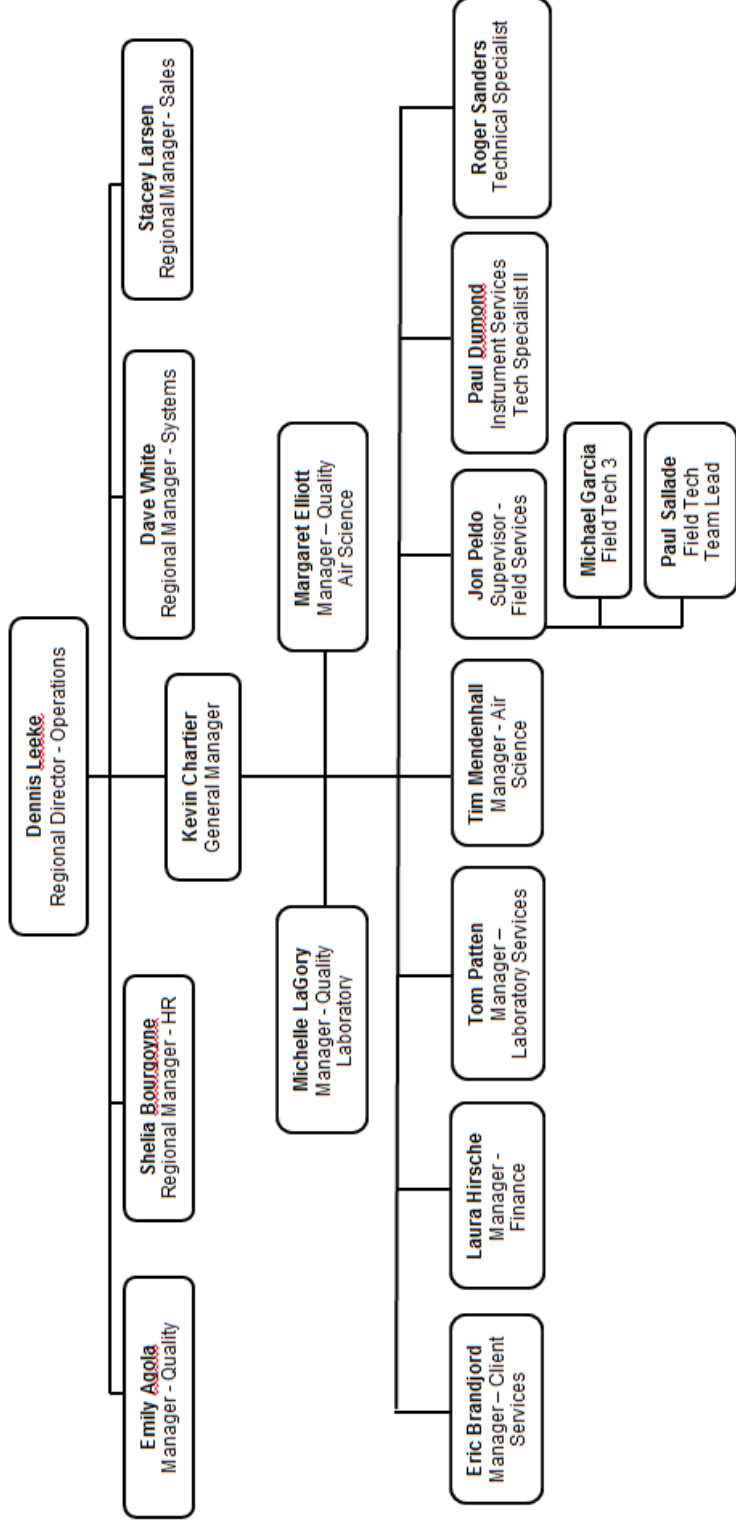 Dennis Leeke
Regional Director - Operations
Emily Agola
Manager - Quality
Shelia Bourgoyne
Regional Manager - HR
Dave White
Regional Manager - Systems
Stacey Larsen
Regional Manager - Sales
Kevin Chartier
General Manager
Michelle LaGory
Manager - Quality
Laboratory
Margaret Elliott
Manager – Quality
Air Science
Eric Brandjord
Manager – Client
Services
Laura Hirsche
Manager -
Finance
Tom Patten
Manager –
Laboratory Services
Tim Mendenhall
Manager - Air
Science
Jon Peldo
Supervisor -
Field Services
Paul Dumond
Instrument Services
Tech Specialist II
Roger Sanders
Technical Specialist
Michael Garcia
Field Tech 3
Paul Sallade
Field Tech
Team Lead